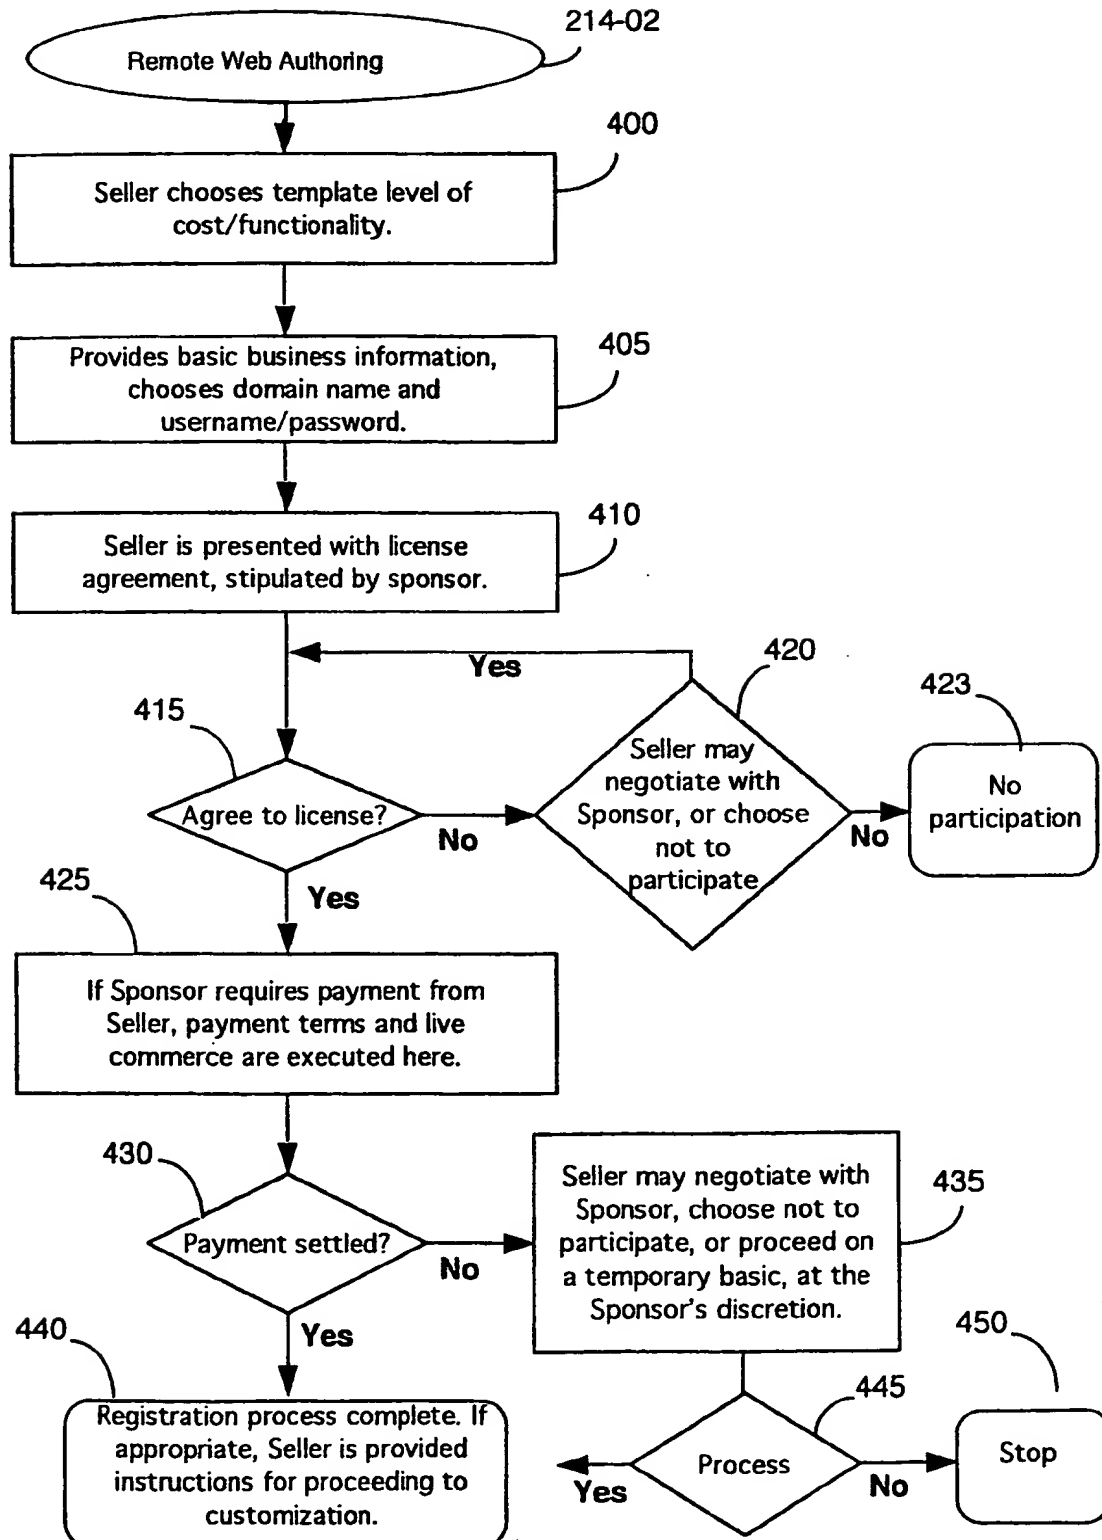 214-02
Remote Web Authoring
400
Seller chooses template level of
cost/functionality.
405
Provides basic business information,
chooses domain name and
username/password.
410
Seller is presented with license
agreement, stipulated by sponsor.
Yes
420
423
415
Agree to license?
No
Seller may
negotiate with
Sponsor, or choose
not to
participate
No
No
participation
425
Yes
If Sponsor requires payment from
Seller, payment terms and live
commerce are executed here.
430
Payment settled?
No
435
Seller may negotiate with
Sponsor, choose not to
participate, or proceed on
a temporary basic, at the
Sponsor's discretion.
Yes
440
Registration process complete. If
appropriate, Seller is provided
instructions for proceeding to
customization.
445
Process
Yes
No
450
Stop